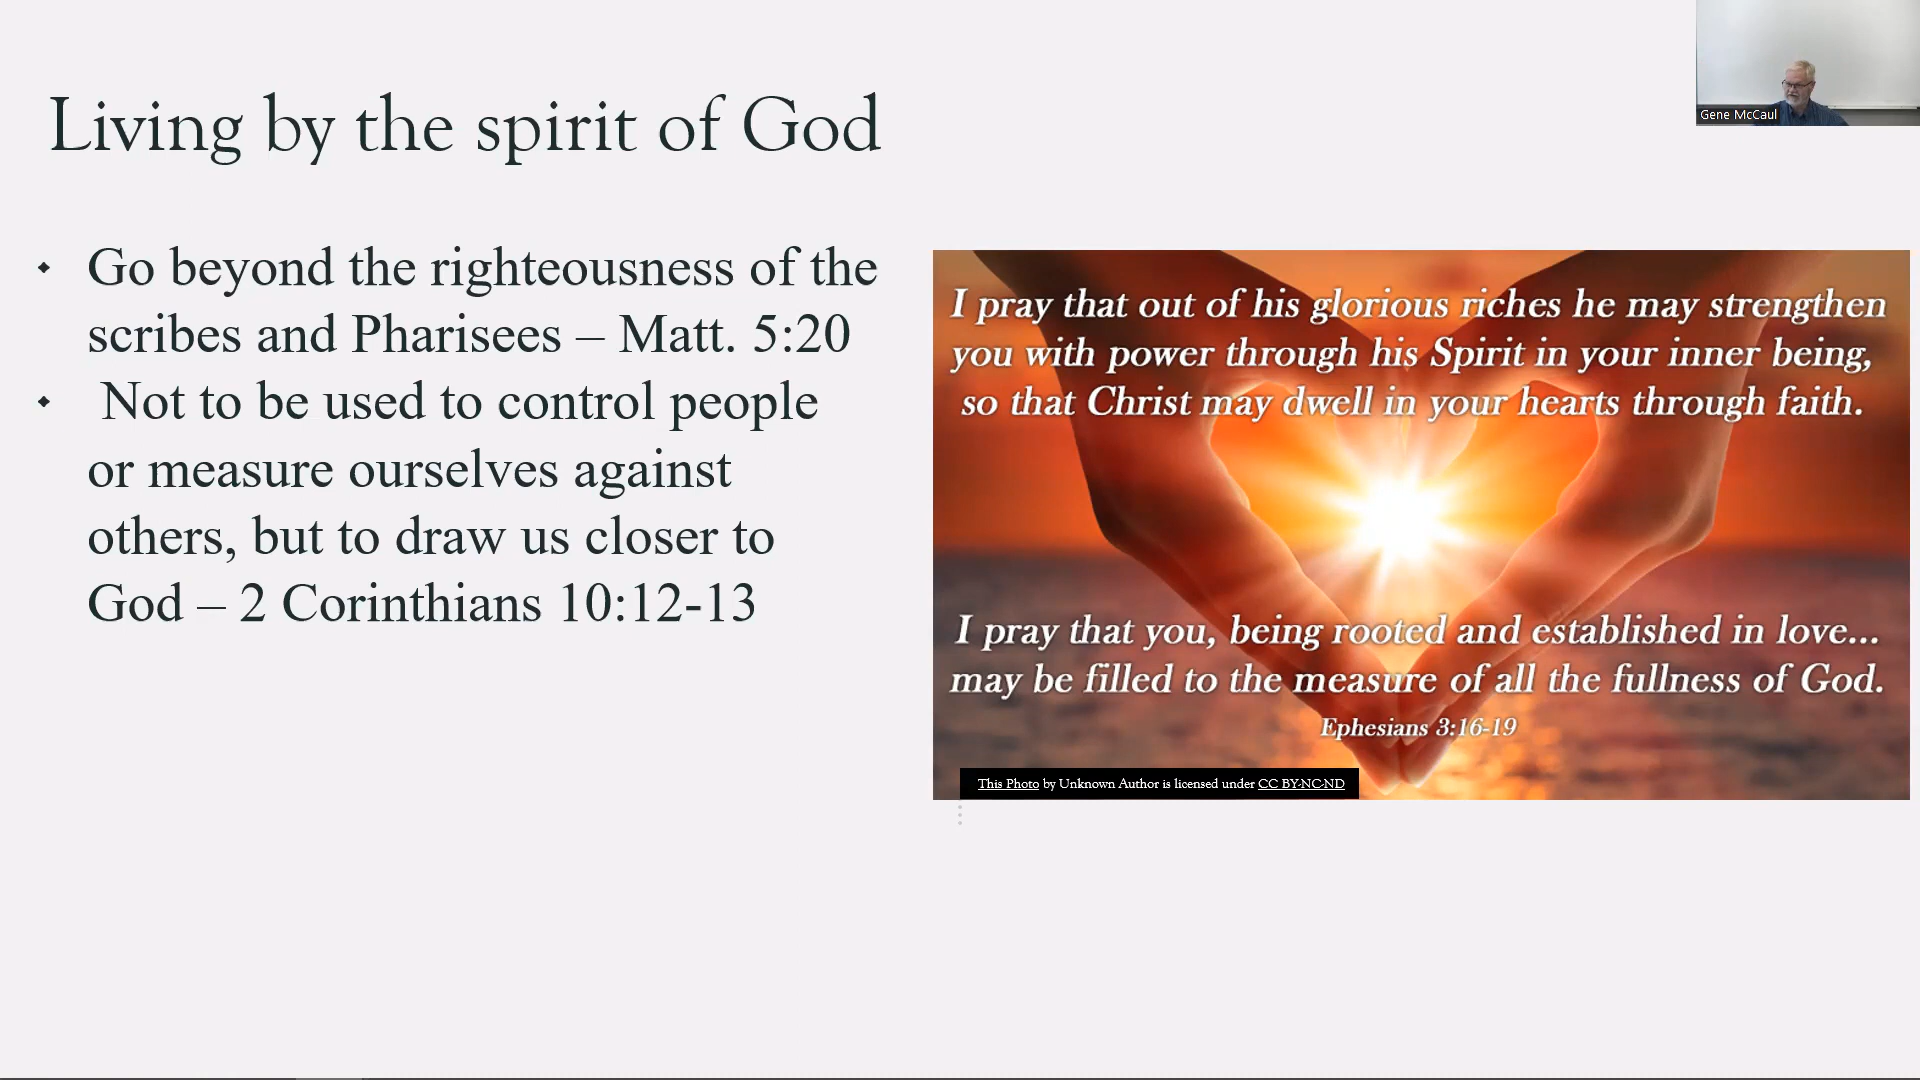 Living by the spirit of God
Gene McCaul
Go beyond the righteousness of the
scribes and Pharisees – Matt. 5:20
Not to be used to control people
or measure ourselves against
others, but to draw us closer to
God – 2 Corinthians 10:12-13
I pray that out of his glorious riches he may strengthen
you with power through his Spirit in your inner being,
so that Christ may dwell in your hearts through faith.
I pray that you, being rooted and established in love...
may be filled to the measure of all the fullness of God.
Ephesians 3:16-19
This Photo by Unknown Author is licensed under CC BY-NC-ND